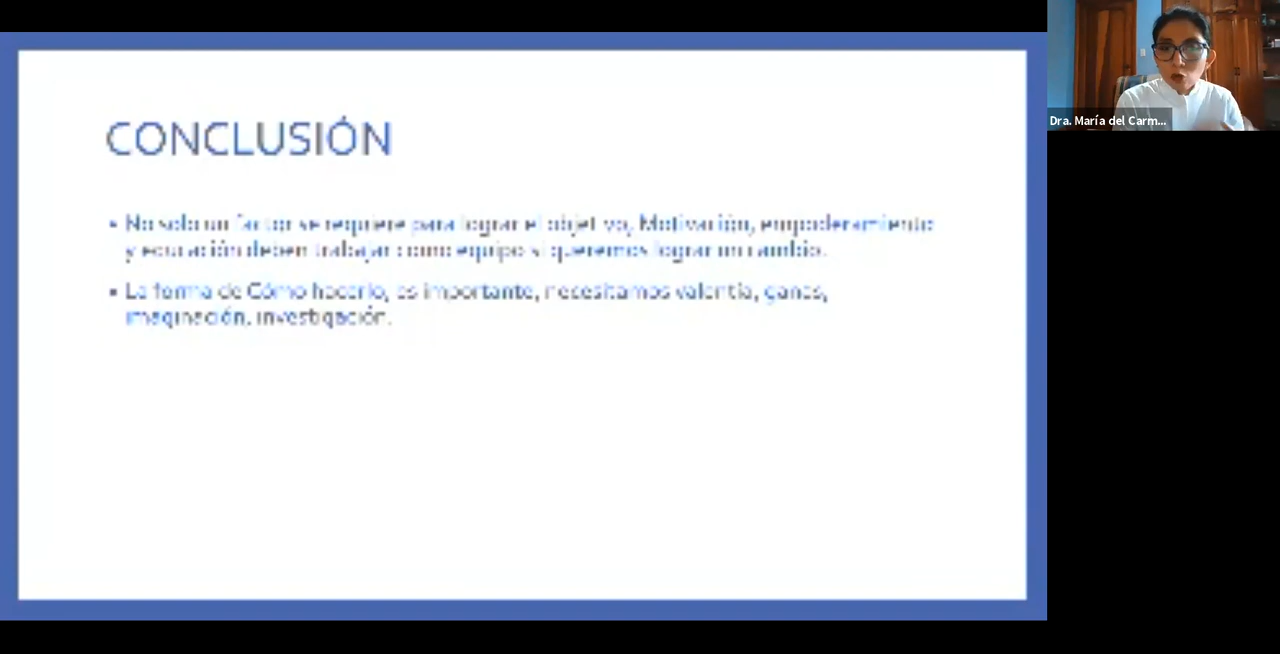 CONCLUSIÓN
• No solo un factor se requiere para lograr el objetivo, Motivación, empoderamiento
y educación deben trabajar como equipo si queremos lograr un cambio.
• La forma de Cómo hacerlo, es importante, necesitamos valentía, ganas,
imaginación, investigación.
Dra. María del Carm...